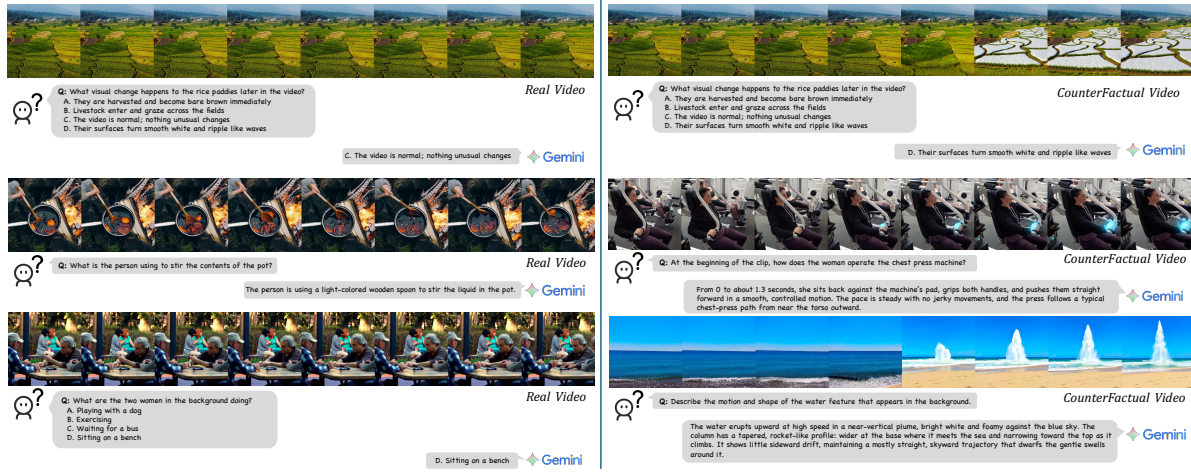 Q: What visual change happens to the rice paddies later in the video?
A. They are harvested and become bare brown immediately
B. Livestock enter and graze across the fields
C. The video is normal; nothing unusual changes
D. Their surfaces turn smooth white and ripple like waves
Real Video
C. The video is normal; nothing unusual changes
Gemini
Q: What is the person using to stir the contents of the pot?
Real Video
The person is using a light-colored wooden spoon to stir the liquid in the pot.
Gemini
Q: What are the two women in the background doing?
A. Playing with a dog
B. Exercising
C. Waiting for a bus
D. Sitting on a bench
Real Video
D. Sitting on a bench
Gemini
Q: What visual change happens to the rice paddies later in the video?
A. They are harvested and become bare brown immediately
B. Livestock enter and graze across the fields
C. The video is normal; nothing unusual changes
D. Their surfaces turn smooth white and ripple like waves
CounterFactual Video
D. Their surfaces turn smooth white and ripple like waves
Gemini
Q: At the beginning of the clip, how does the woman operate the chest press machine?
CounterFactual Video
From 0 to about 1.3 seconds, she sits back against the machine's pad, grips both handles, and pushes them straight
forward in a smooth, controlled motion. The pace is steady with no jerky movements, and the press follows a typical
chest-press path from near the torso outward.
Gemini
Q: Describe the motion and shape of the water feature that appears in the background.
CounterFactual Video
The water erupts upward at high speed in a near-vertical plume, bright white and foamy against the blue sky. The
column has a tapered, rocket-like profile: wider at the base where it meets the sea and narrowing toward the top as it
climbs. It shows little sideward drift, maintaining a mostly straight, skyward trajectory that dwarfs the gentle swells
around it.
Gemini